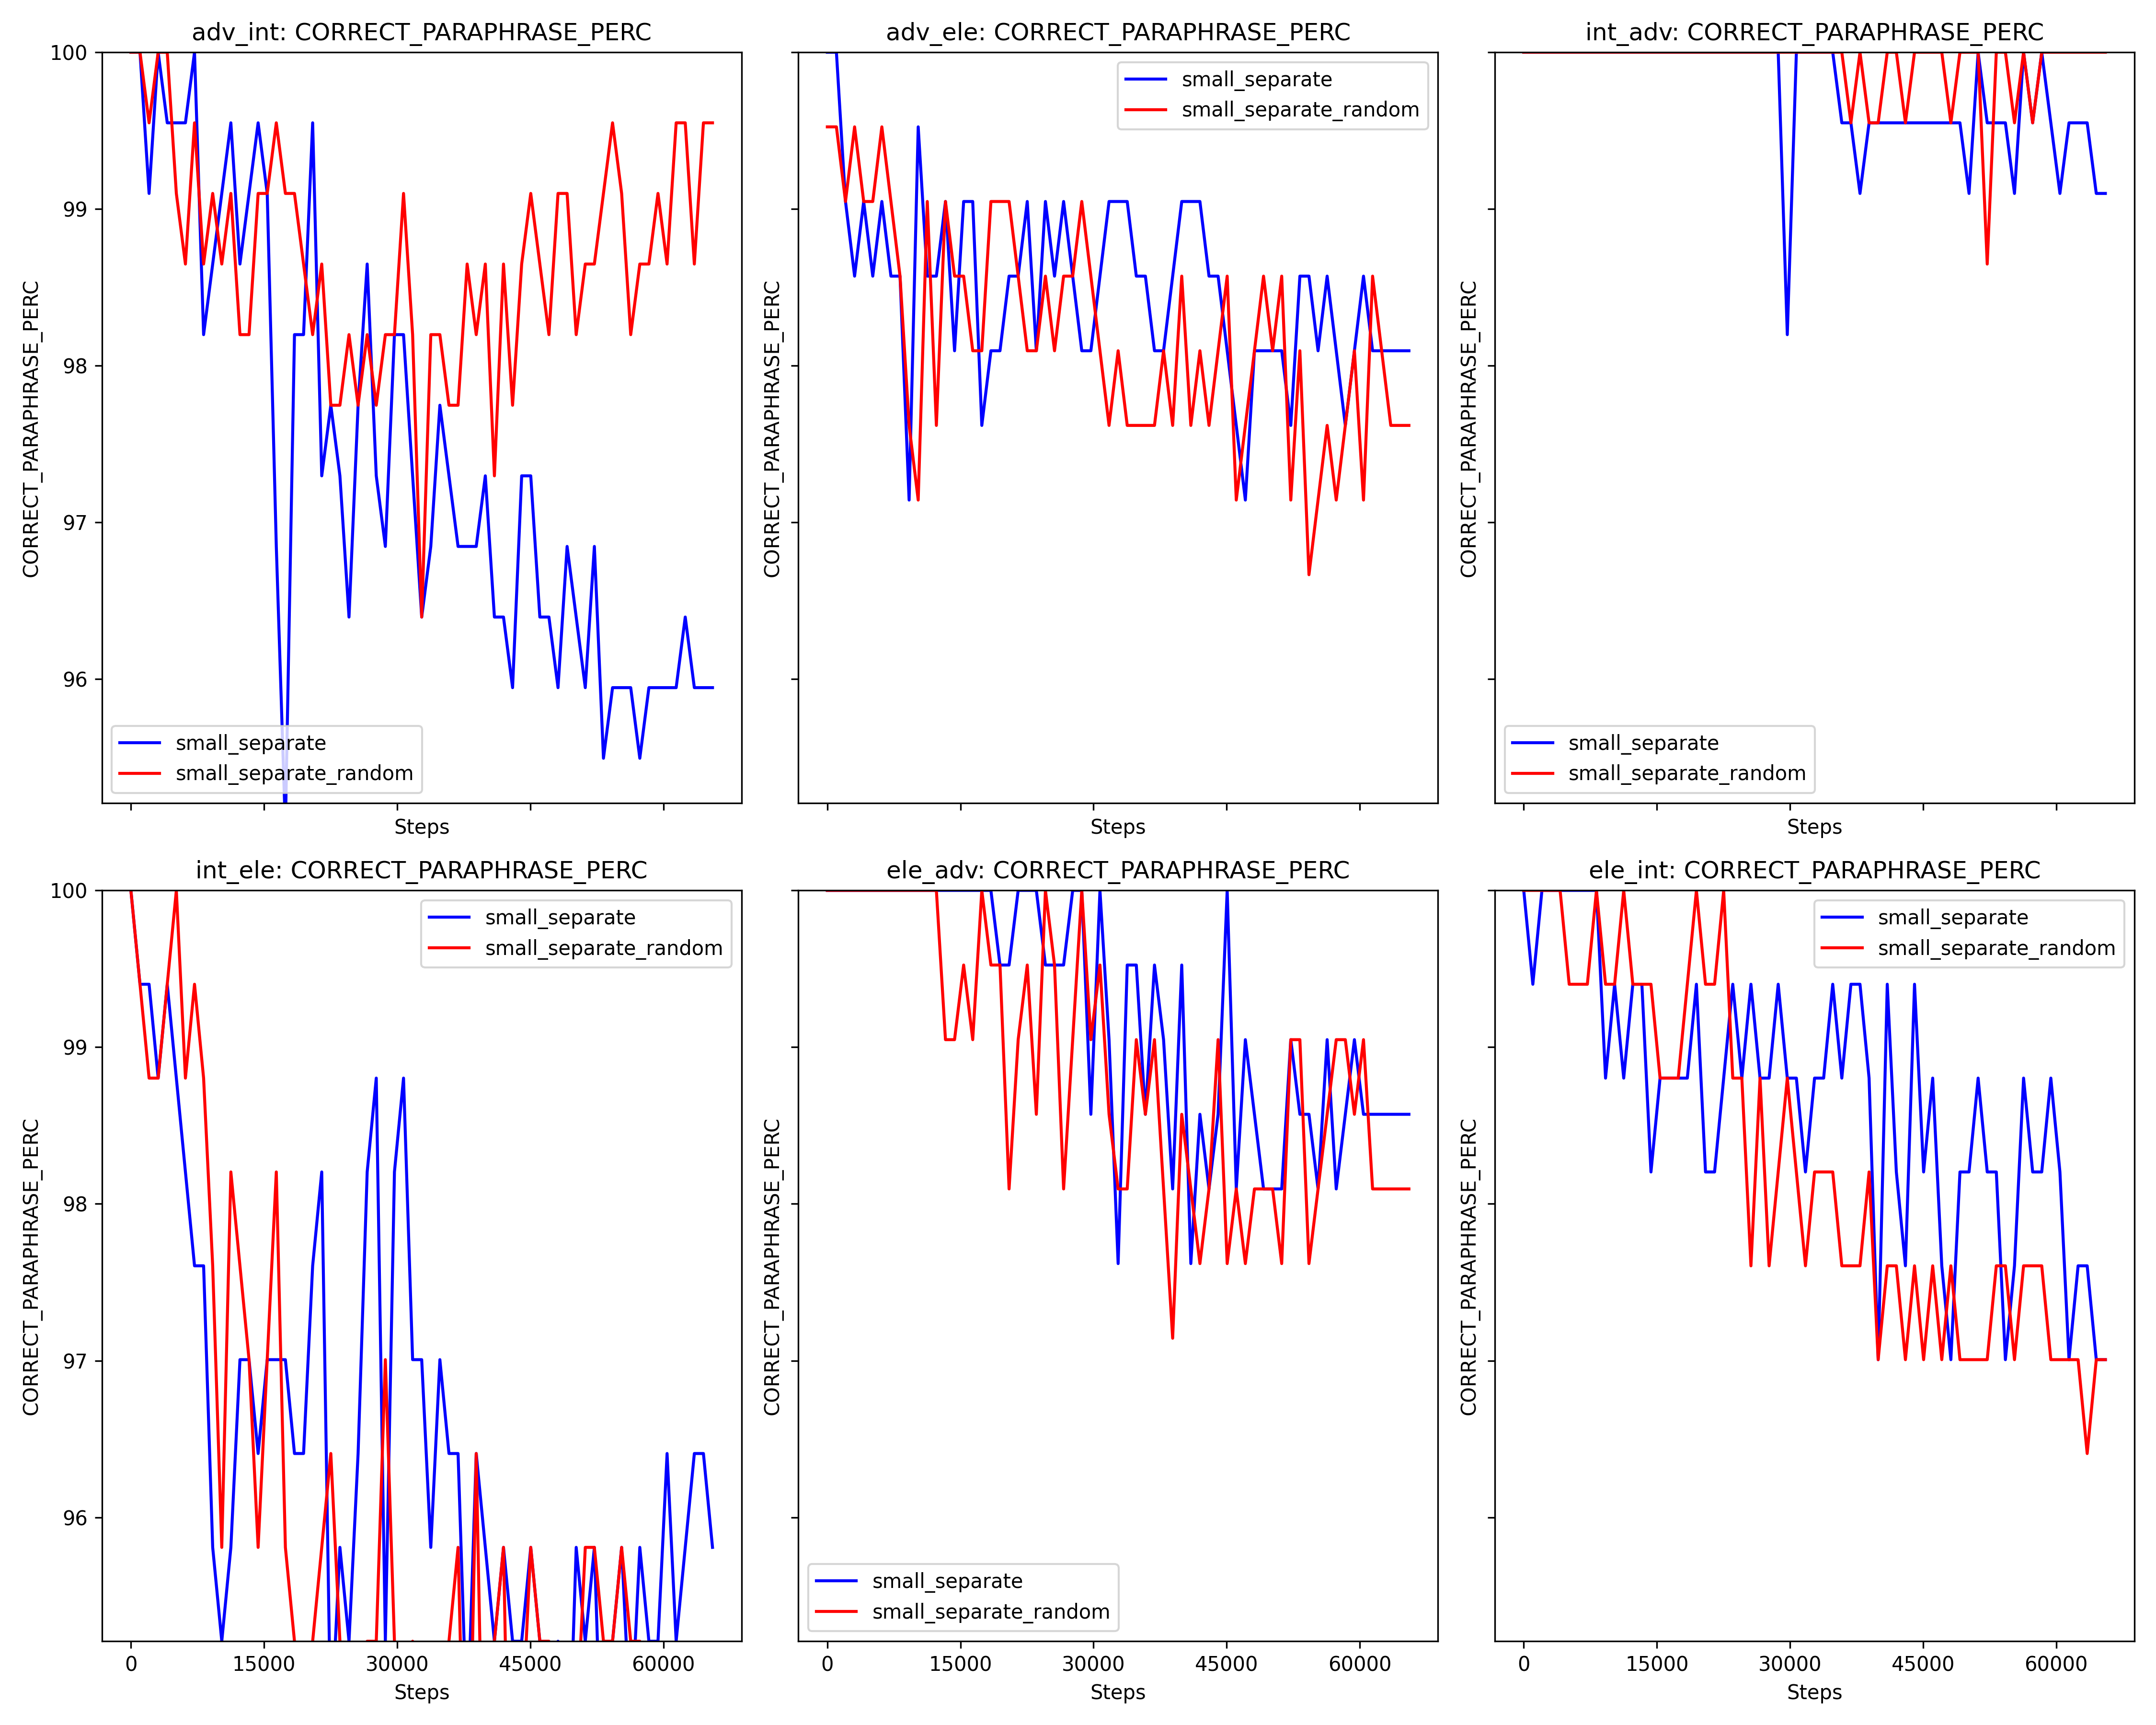 adv_int: CORRECT_PARAPHRASE_PERC
CORRECT_PARAPHRASE_PERC
100
99
98
97
96
small_separate
small_separate_random
Steps
adv_ele: CORRECT_PARAPHRASE_PERC
CORRECT_PARAPHRASE_PERC
small_separate
small_separate_random
Steps
int_adv: CORRECT_PARAPHRASE_PERC
CORRECT_PARAPHRASE_PERC
small_separate
small_separate_random
Steps
int_ele: CORRECT_PARAPHRASE_PERC
CORRECT_PARAPHRASE_PERC
100
99
98
97
96
small_separate
small_separate_random
0 15000 30000 45000 60000
Steps
ele_adv: CORRECT_PARAPHRASE_PERC
CORRECT_PARAPHRASE_PERC
small_separate
small_separate_random
0 15000 30000 45000 60000
Steps
ele_int: CORRECT_PARAPHRASE_PERC
CORRECT_PARAPHRASE_PERC
small_separate
small_separate_random
0 15000 30000 45000 60000
Steps